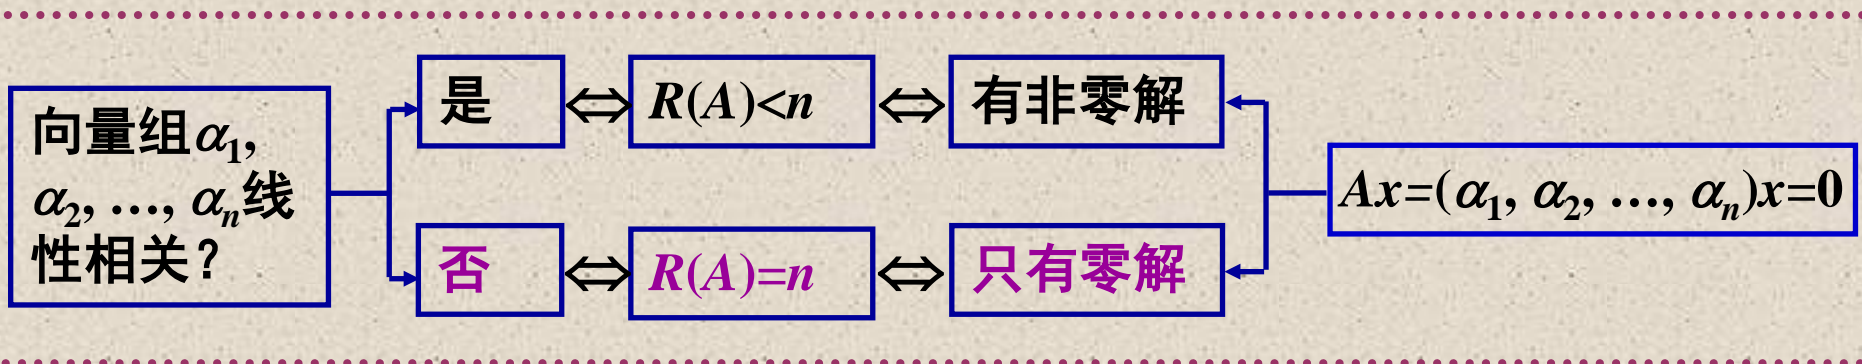 向量组α₁,
α₂, …, αₙ线
性相关？
是
R(A)<n
有非零解
否
R(A)=n
只有零解
Ax=(α₁, α₂, …, αₙ)x=0